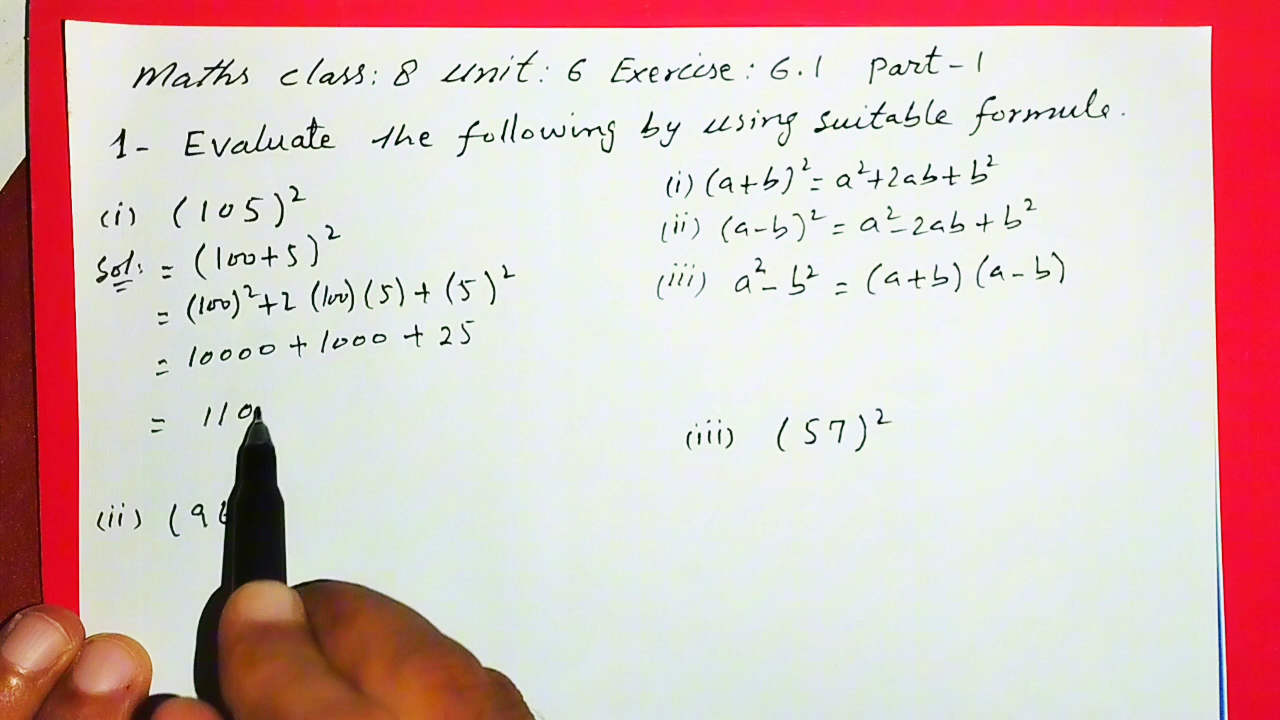 Maths class: 8 unit: 6 Exercise: 6.1 Part-1
1- Evaluate the following by using suitable formule.
(i) (105)²
Sol: = (100+5)²
= (100)²+2 (100) (5) + (5)²
= 10000 + 1000 + 25
= 110
(ii) (9
(i) (a+b)² = a²+2ab+b²
(ii) (a-b)² = a²-2ab+b²
(iii) a²-b² = (a+b) (a-b)
(iii) (57)²